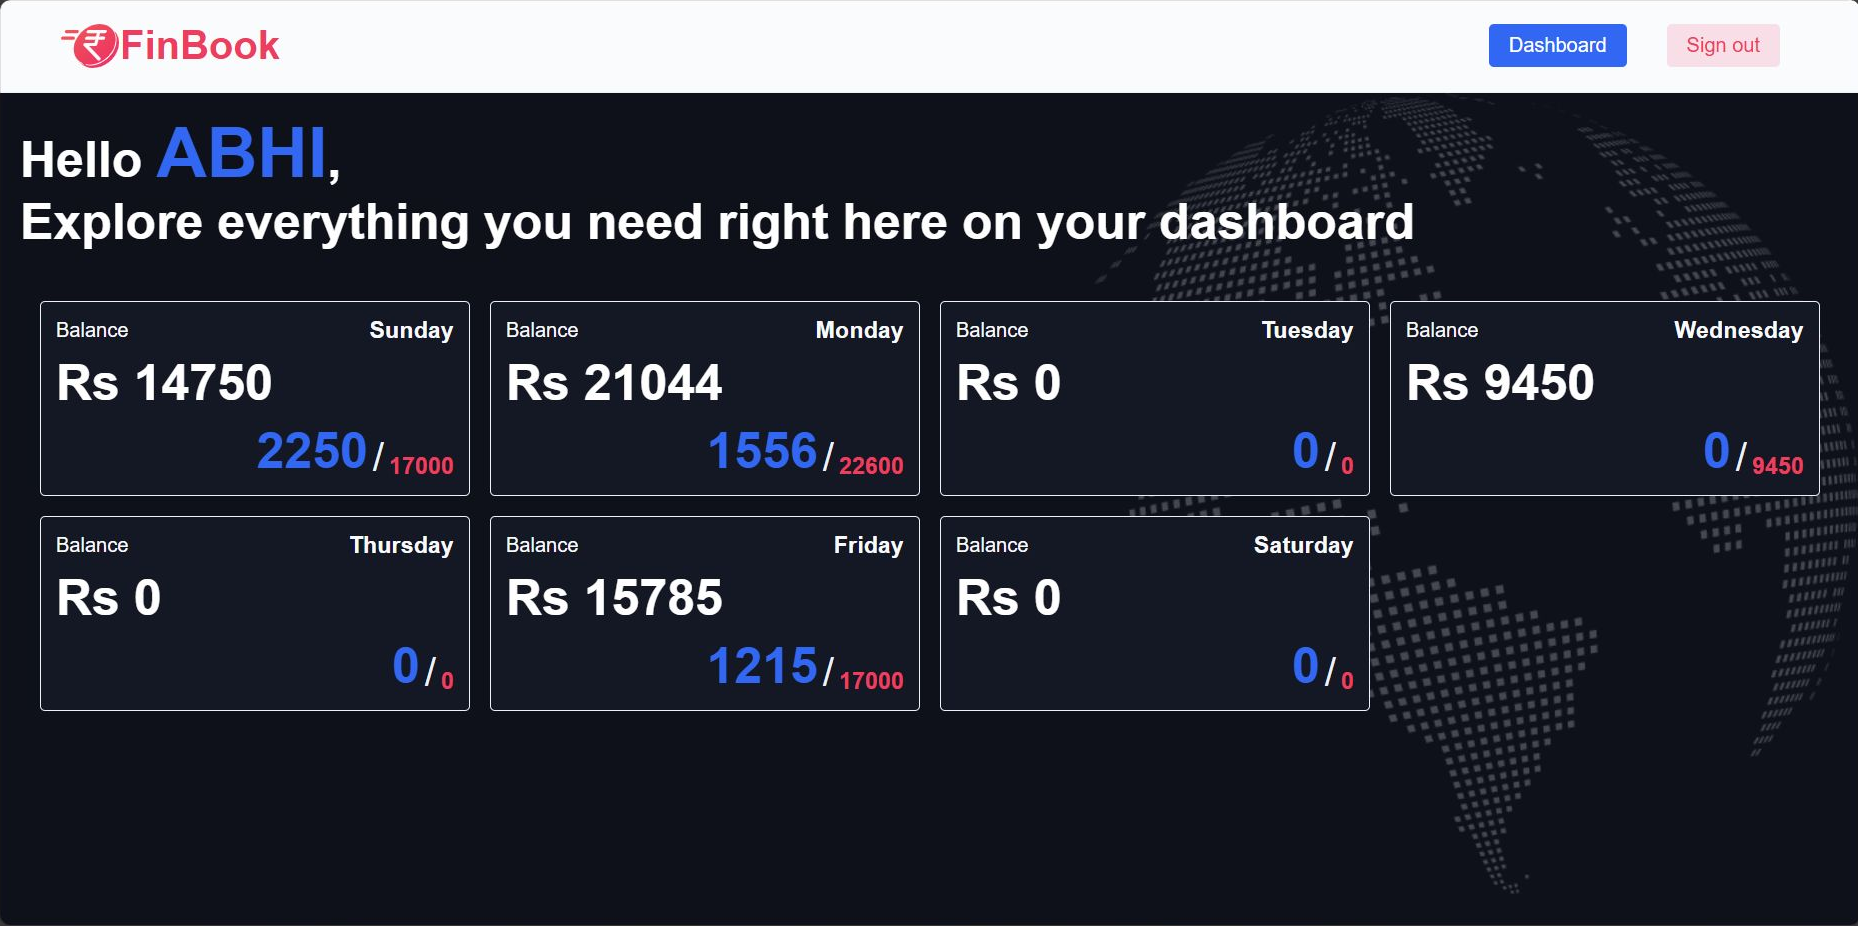 FinBook
Dashboard
Sign out
Hello ABHI,
Explore everything you need right here on your dashboard
Balance Sunday
Rs 14750
2250/17000
Balance Monday
Rs 21044
1556/22600
Balance Tuesday
Rs 0
0/0
Balance Wednesday
Rs 9450
0/9450
Balance Thursday
Rs 0
0/0
Balance Friday
Rs 15785
1215/17000
Balance Saturday
Rs 0
0/0